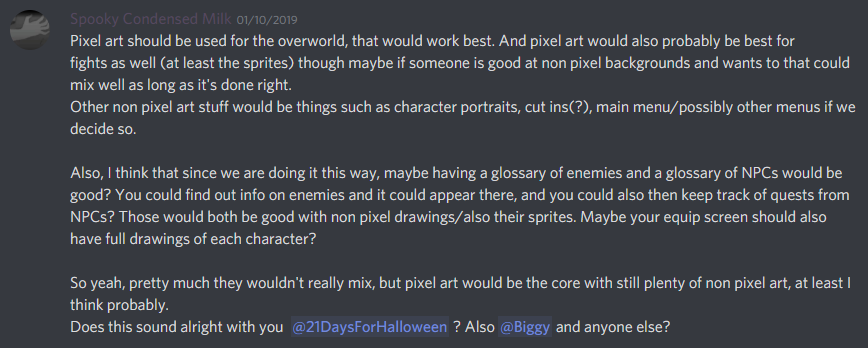 Spooky Condensed Milk 01/10/2019
Pixel art should be used for the overworld, that would work best. And pixel art would also probably be best for
fights as well (at least the sprites) though maybe if someone is good at non pixel backgrounds and wants to that could
mix well as long as it's done right.
Other non pixel art stuff would be things such as character portraits, cut ins(?), main menu/possibly other menus if we
decide so.
Also, I think that since we are doing it this way, maybe having a glossary of enemies and a glossary of NPCs would be
good? You could find out info on enemies and it could appear there, and you could also then keep track of quests from
NPCs? Those would both be good with non pixel drawings/also their sprites. Maybe your equip screen should also
have full drawings of each character?
So yeah, pretty much they wouldn't really mix, but pixel art would be the core with still plenty of non pixel art, at least I
think probably.
Does this sound alright with you @21DaysForHalloween ? Also @Biggy and anyone else?